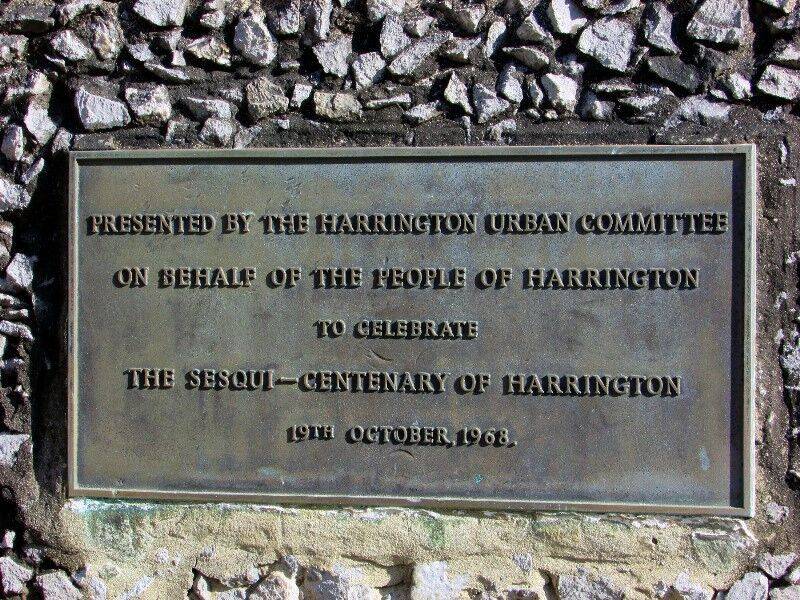 PRESENTED BY THE HARRINGTON URBAN COMMITTEE
ON BEHALF OF THE PEOPLE OF HARRINGTON
TO CELEBRATE
THE SESQUI-CENTENARY OF HARRINGTON
19TH OCTOBER, 1968.